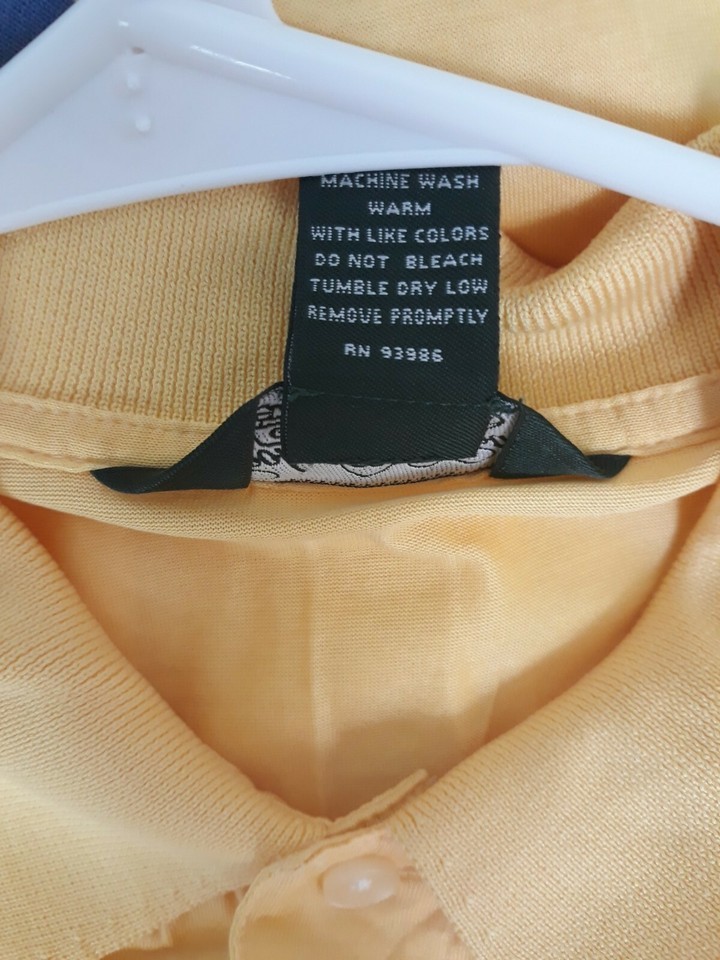 MACHINE WASH
WARM
WITH LIKE COLORS
DO NOT BLEACH
TUMBLE DRY LOW
REMOVE PROMPTLY
RN 93986